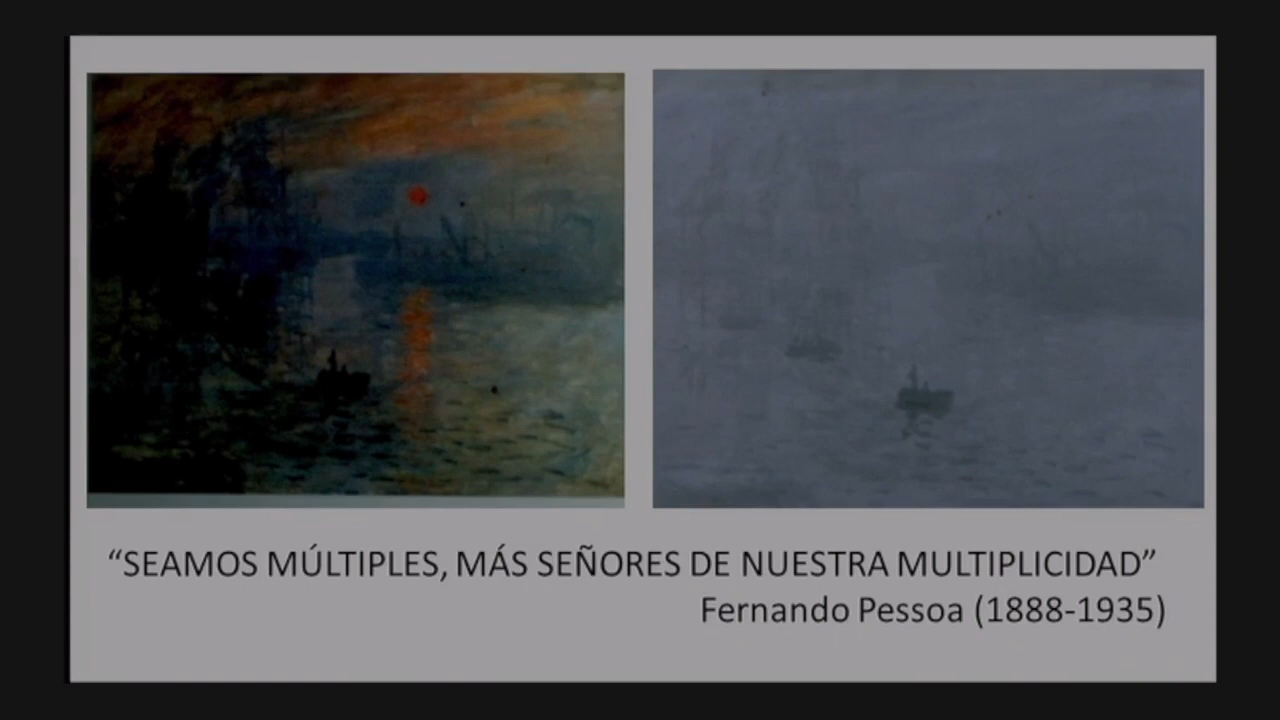 “SEAMOS MÚLTIPLES, MÁS SEÑORES DE NUESTRA MULTIPLICIDAD”
Fernando Pessoa (1888-1935)